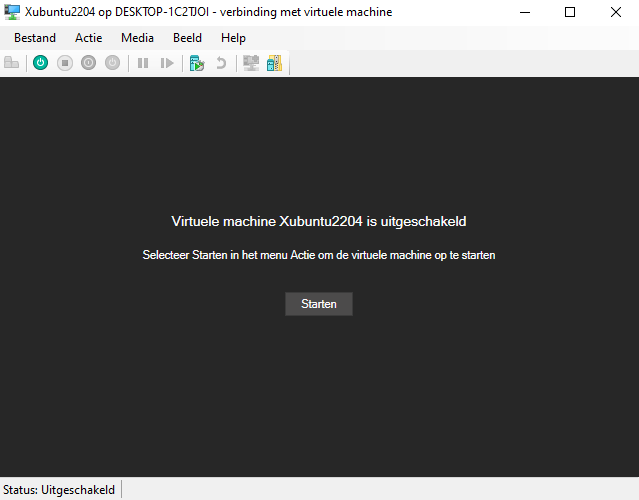 Xubuntu2204 op DESKTOP-1C2TJOI - verbinding met virtuele machine
Bestand Actie Media Beeld Help
Virtuele machine Xubuntu2204 is uitgeschakeld
Selecteer Starten in het menu Actie om de virtuele machine op te starten
Starten
Status: Uitgeschakeld